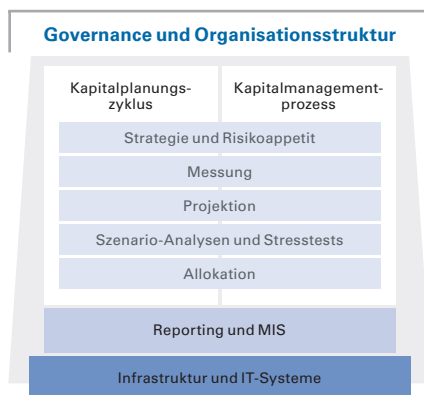 Governance und Organisationsstruktur
Kapitalplanungs-
zyklus
Kapitalmanagement-
prozess
Strategie und Risikoappetit
Messung
Projektion
Szenario-Analysen und Stresstests
Allokation
Reporting und MIS
Infrastruktur und IT-Systeme